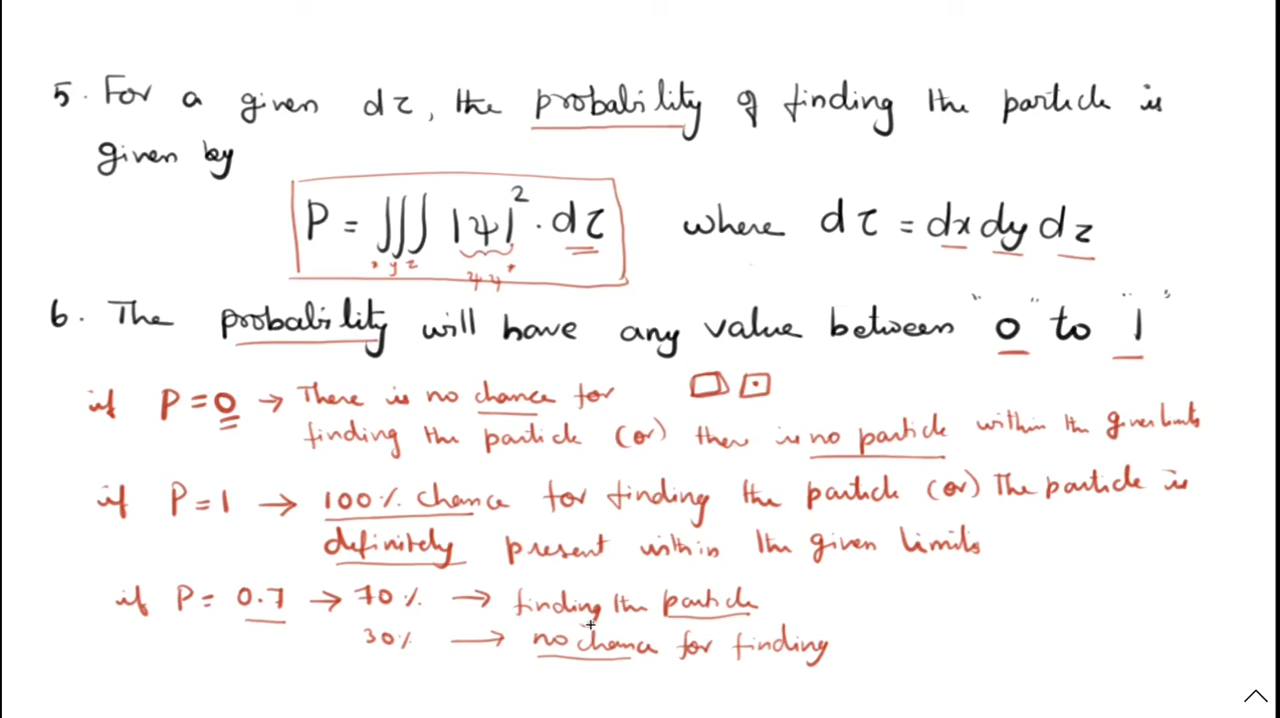 5. For a given dτ, the probability of finding the particle is
given by
P = ∭ |ψ|² . dτ where dτ = dx dy dz
x y z ψψ*
6. The probability will have any value between "0" to "1"
if P = 0 → There is no chance for
finding the particle (or) there is no particle within the given limits
if P = 1 → 100% chance for finding the particle (or) The particle is
definitely present within the given limits
if P = 0.7 → 70% → finding the particle
30% → no chance for finding